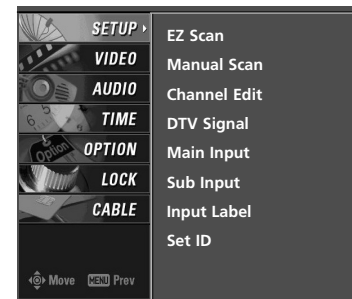 SETUP
VIDEO
AUDIO
TIME
OPTION
LOCK
CABLE
Move MENU Prev
EZ Scan
Manual Scan
Channel Edit
DTV Signal
Main Input
Sub Input
Input Label
Set ID